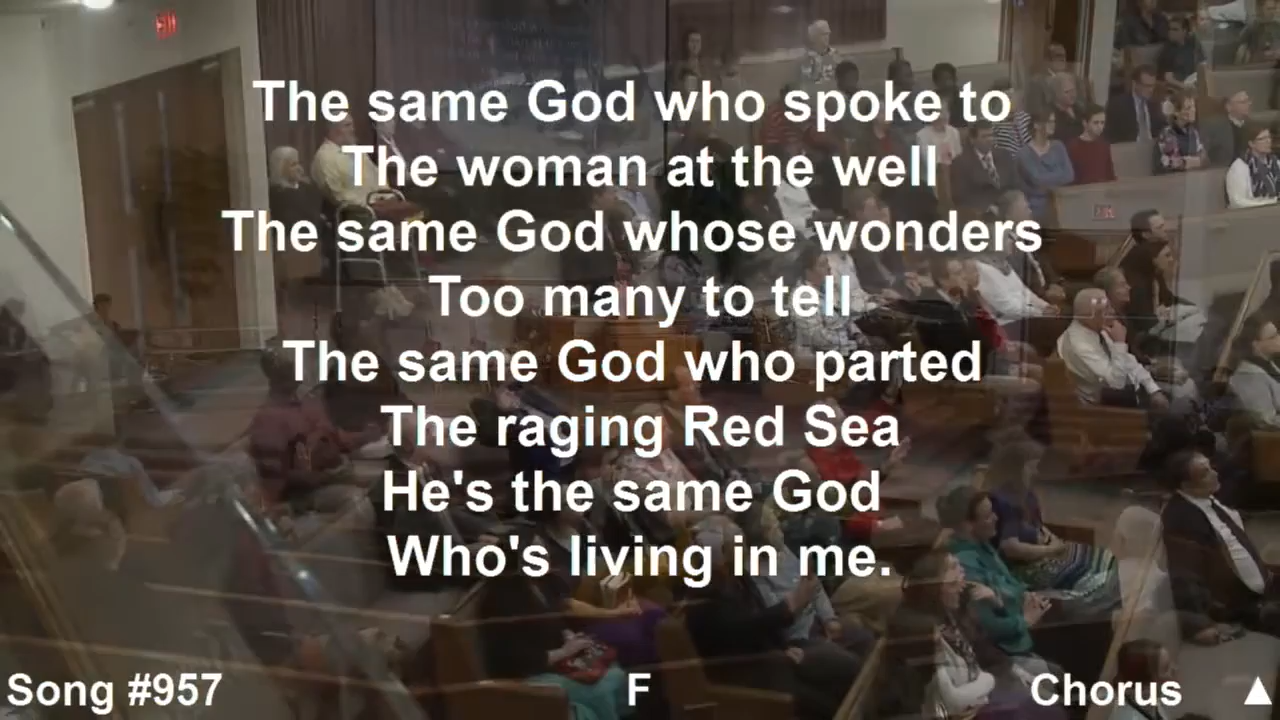 EXIT
The same God who spoke to
The woman at the well
The same God whose wonders
Too many to tell
The same God who parted
The raging Red Sea
He's the same God
Who's living in me.
Song #957
F
Chorus ▲